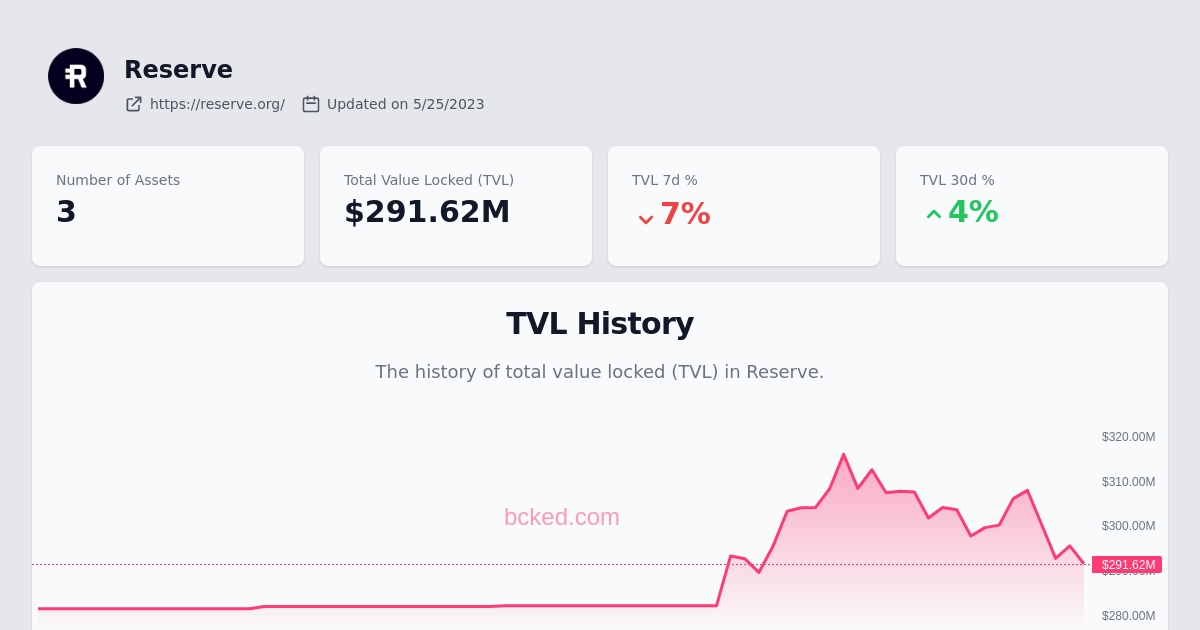 Reserve
https://reserve.org/ Updated on 5/25/2023
Number of Assets
3
Total Value Locked (TVL)
$291.62M
TVL 7d %
7%
TVL 30d %
4%
TVL History
The history of total value locked (TVL) in Reserve.
$320.00M
$310.00M
bcked.com
$300.00M
$291.62M
$280.00M